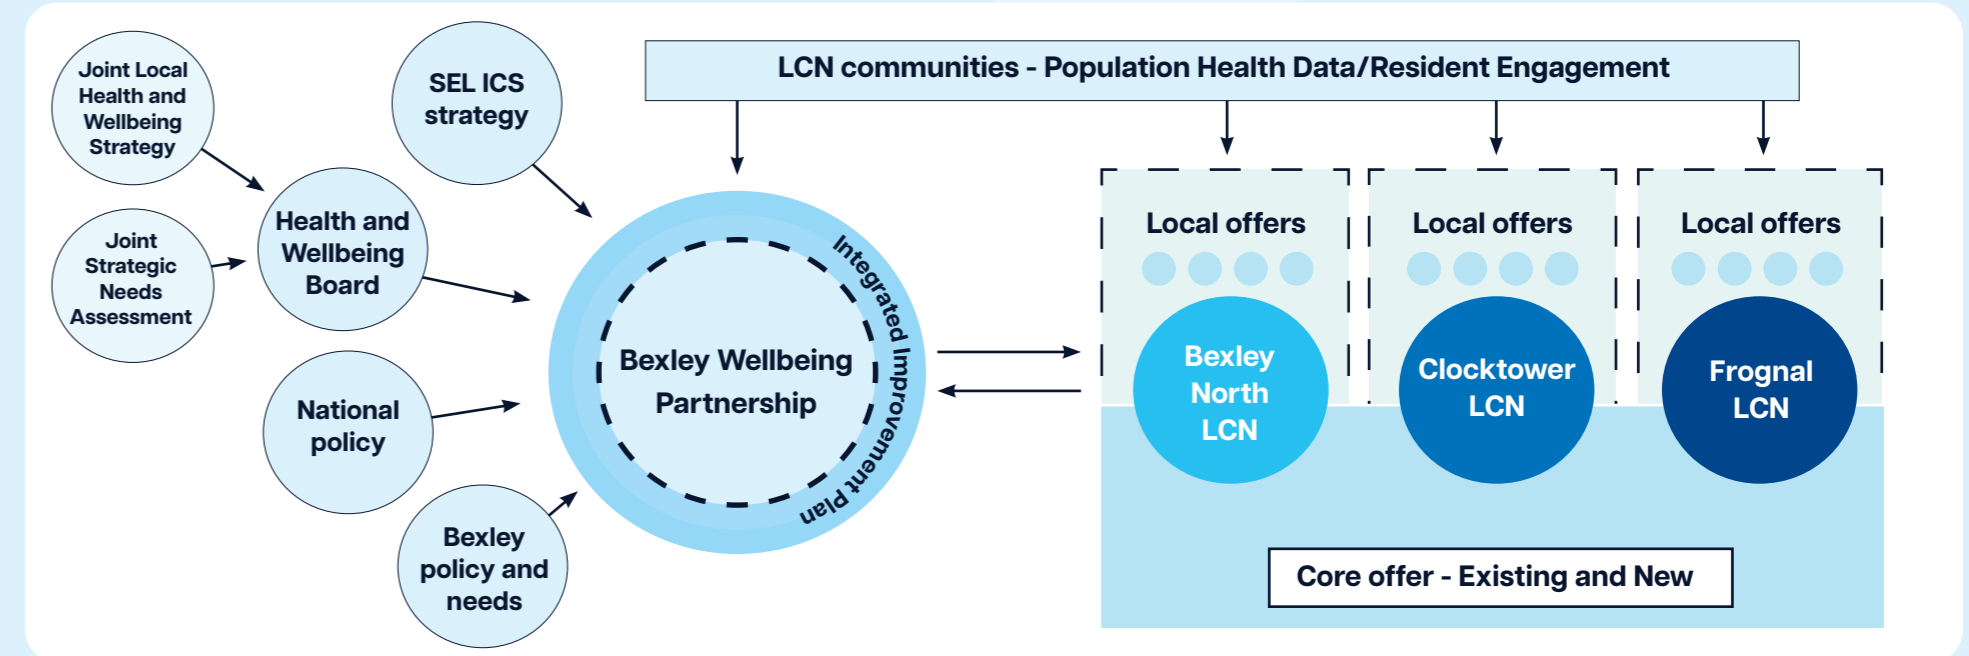 Joint Local
Health and
Wellbeing
Strategy
Joint
Strategic
Needs
Assessment
Health and
Wellbeing
Board
SEL ICS
strategy
National
policy
Bexley
policy and
needs
Bexley Wellbeing
Partnership
Integrated Improvement Plan
LCN communities - Population Health Data/Resident Engagement
Local offers
Local offers
Local offers
Bexley
North
LCN
Clocktower
LCN
Frognal
LCN
Core offer - Existing and New